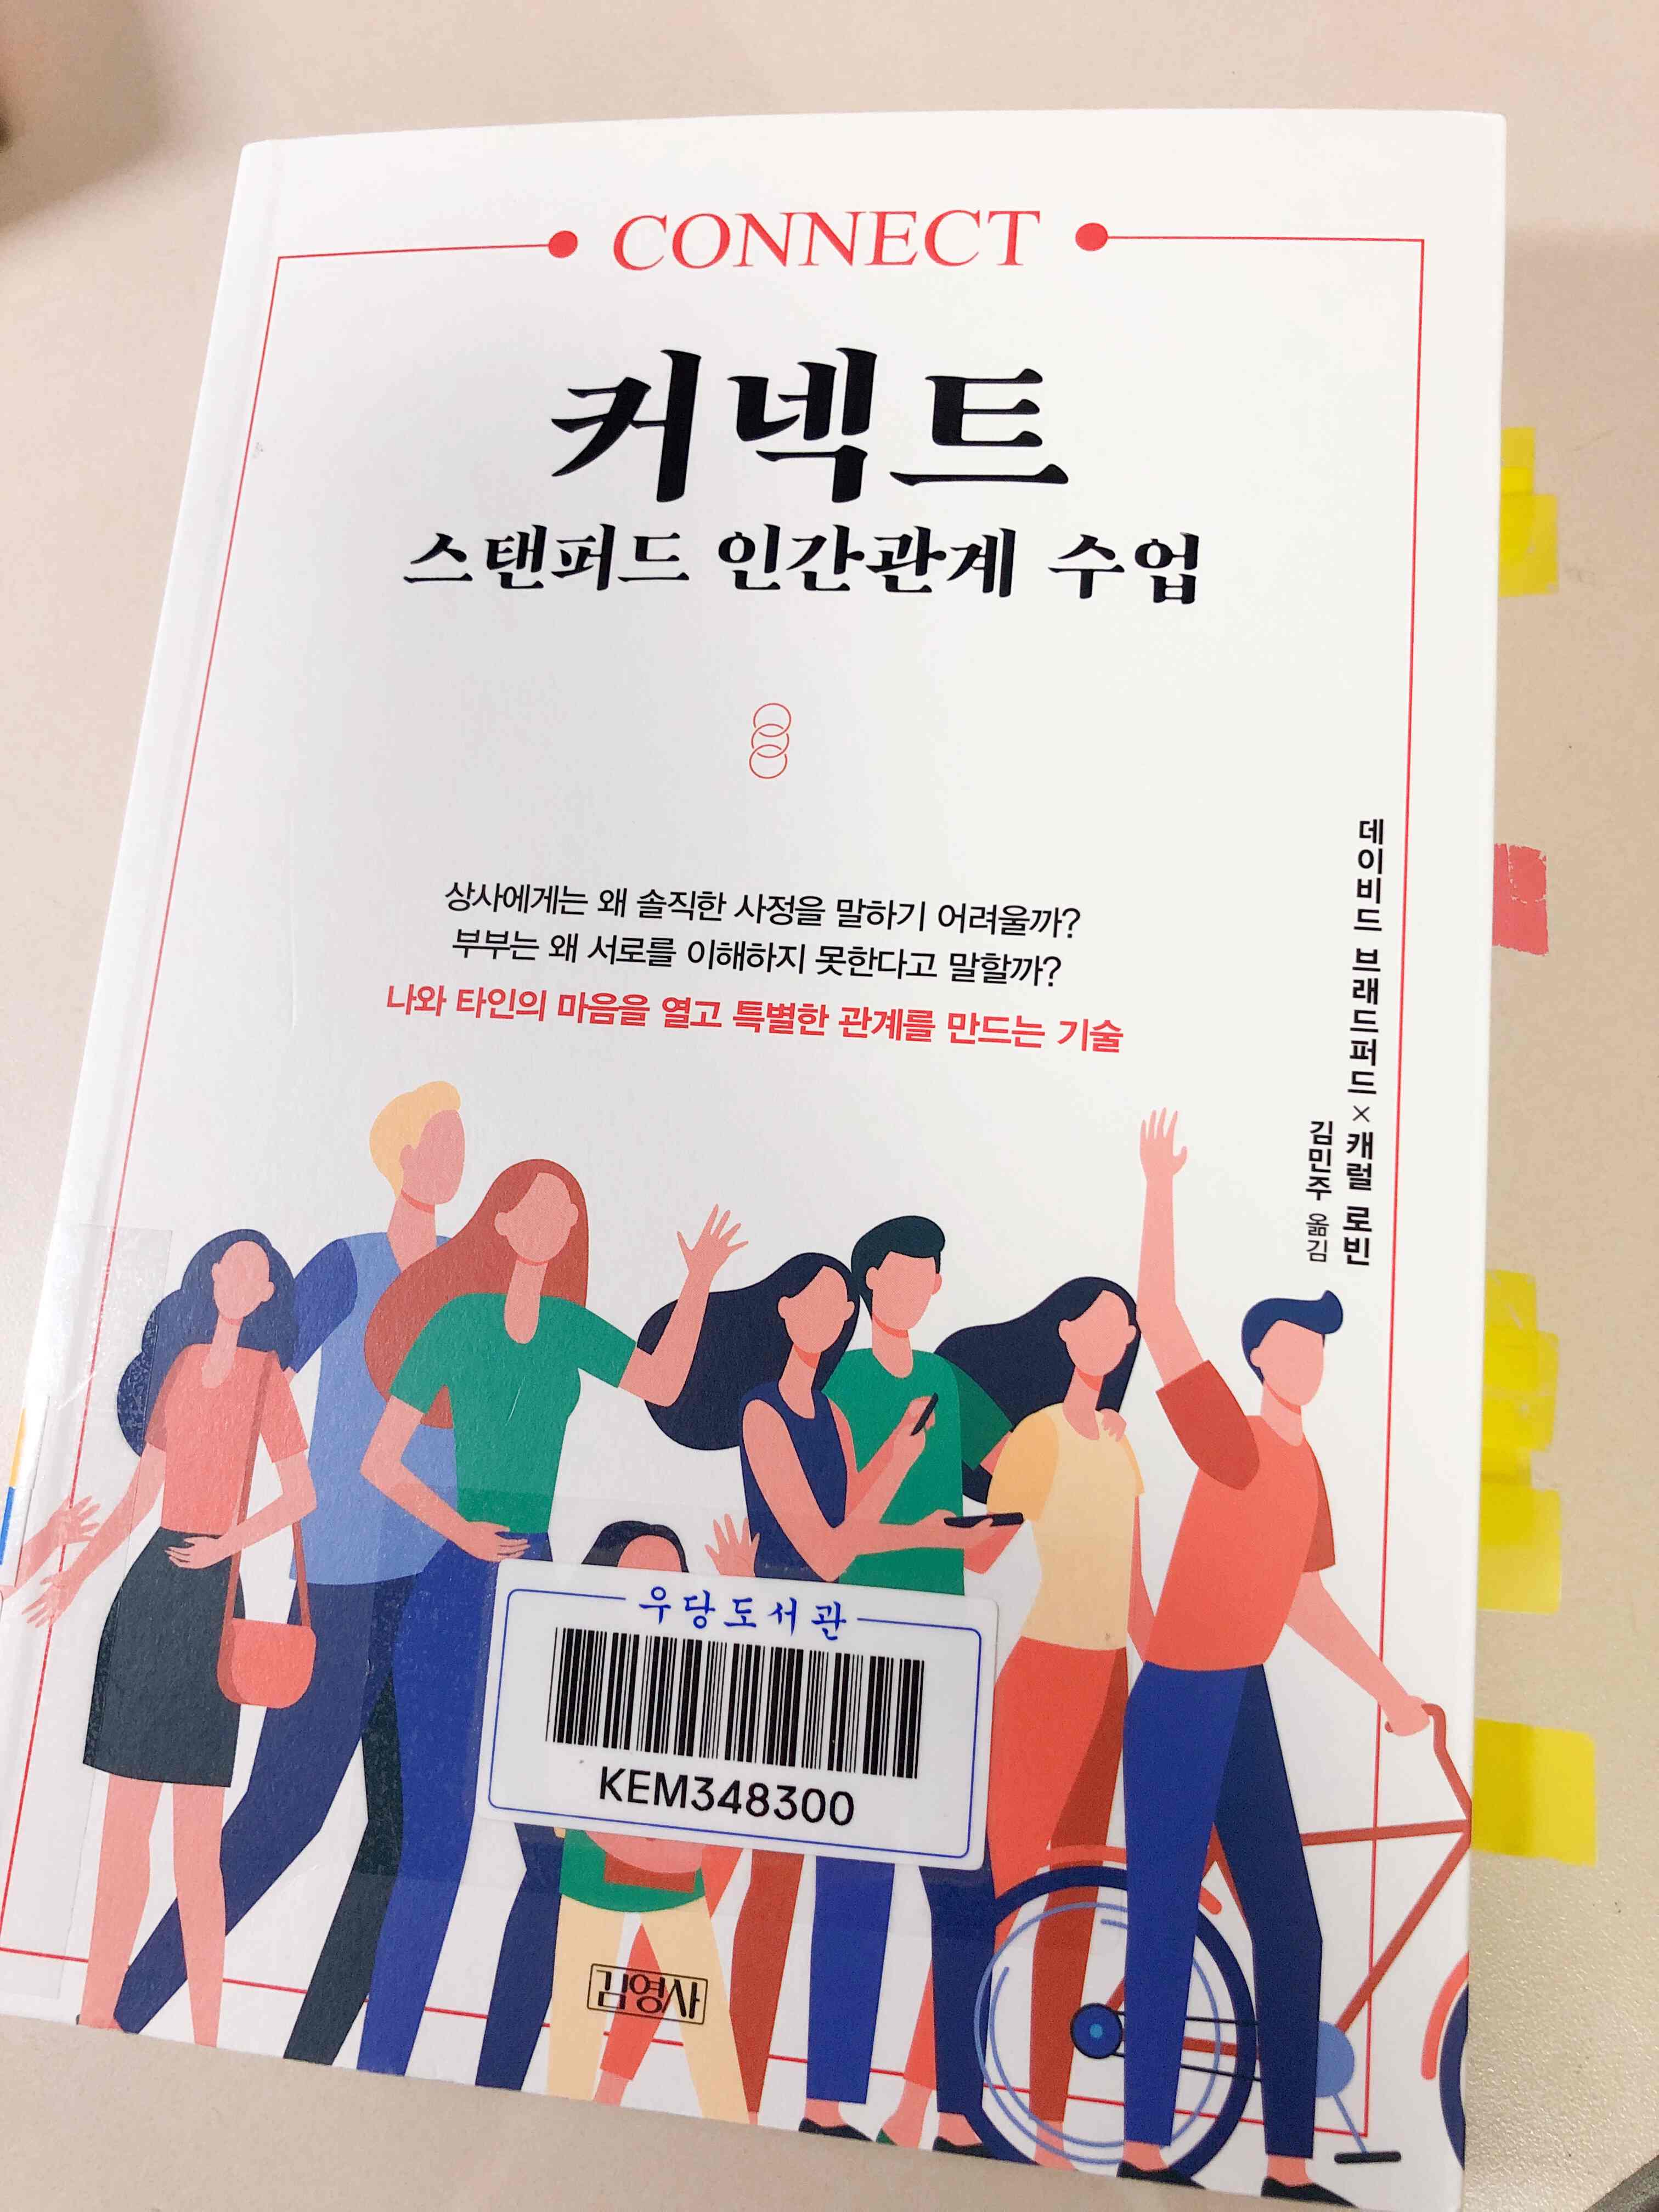 CONNECT
커넥트
스탠퍼드 인간관계 수업
상사에게는 왜 솔직한 사정을 말하기 어려울까?
부부는 왜 서로를 이해하지 못한다고 말할까?
나와 타인의 마음을 열고 특별한 관계를 만드는 기술
데이비드 브래드퍼드×캐럴 로빈
김민주 옮김
우당도서관
KEM348300
김영사